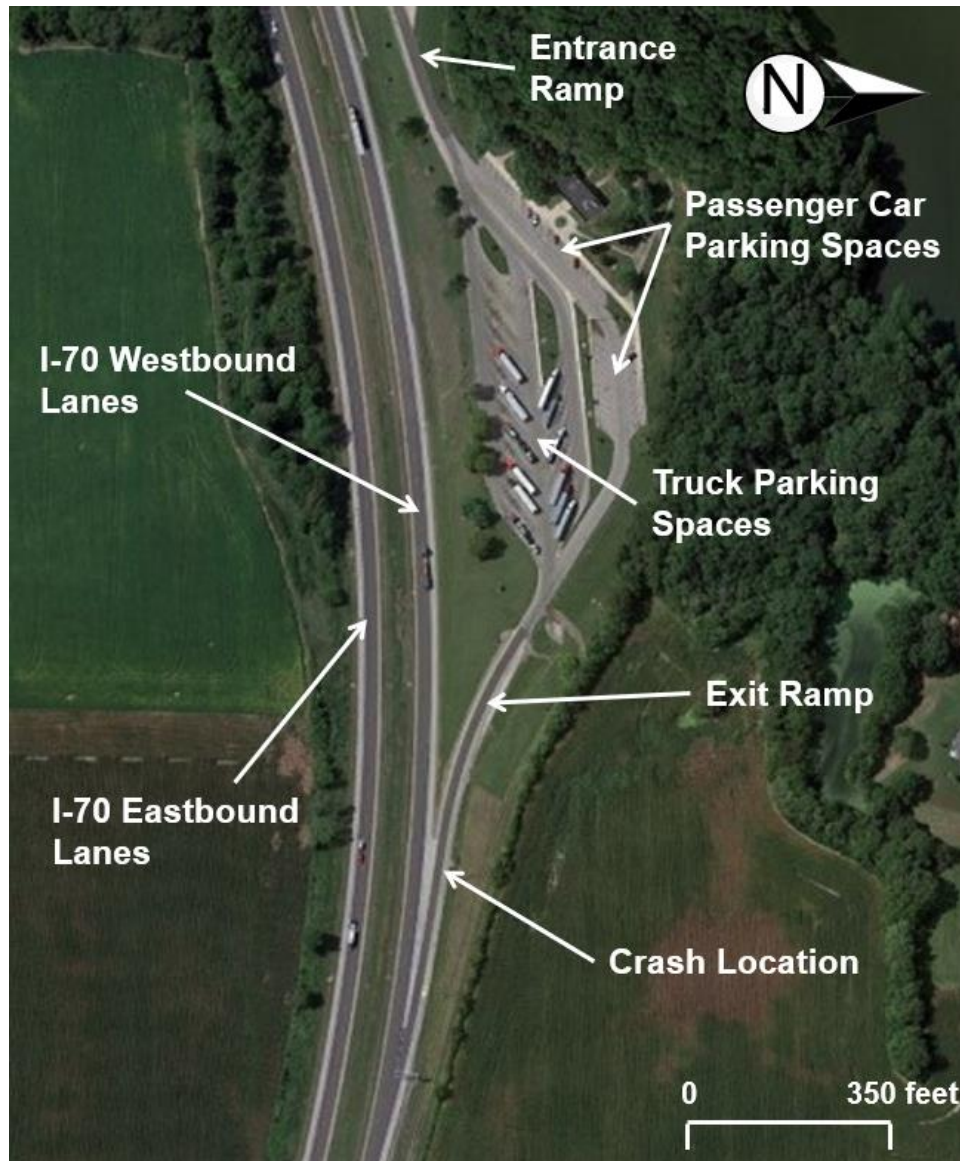 Entrance
Ramp
N
Passenger Car
Parking Spaces
I-70 Westbound
Lanes
Truck Parking
Spaces
Exit Ramp
I-70 Eastbound
Lanes
Crash Location
0 350 feet